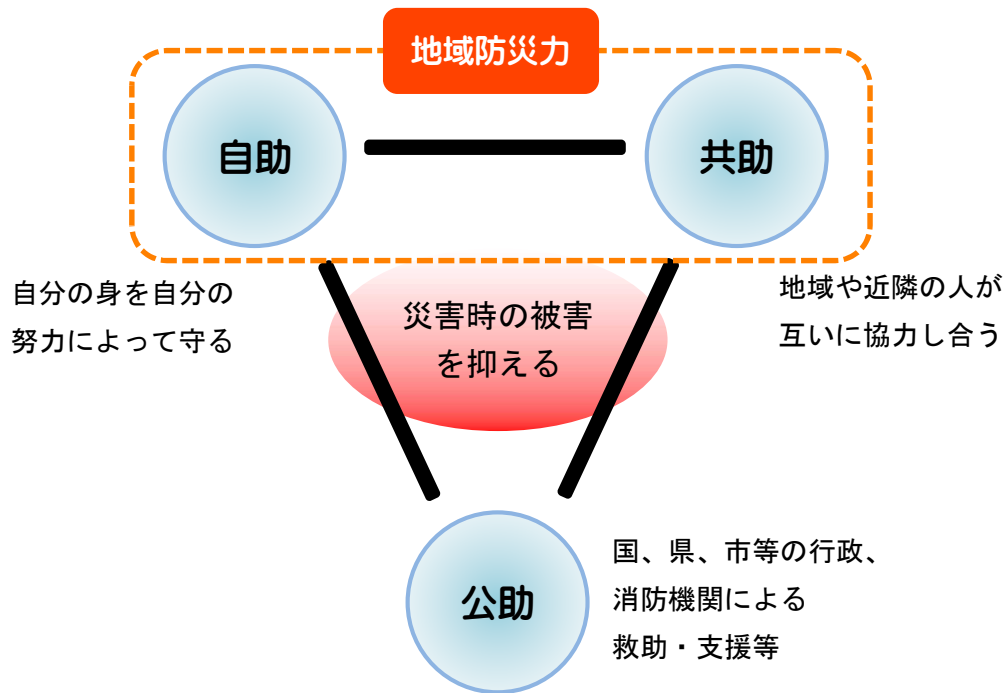 地域防災力
自助
共助
自分の身を自分の
努力によって守る
災害時の被害
を抑える
地域や近隣の人が
互いに協力し合う
公助
国、県、市等の行政、
消防機関による
救助・支援等